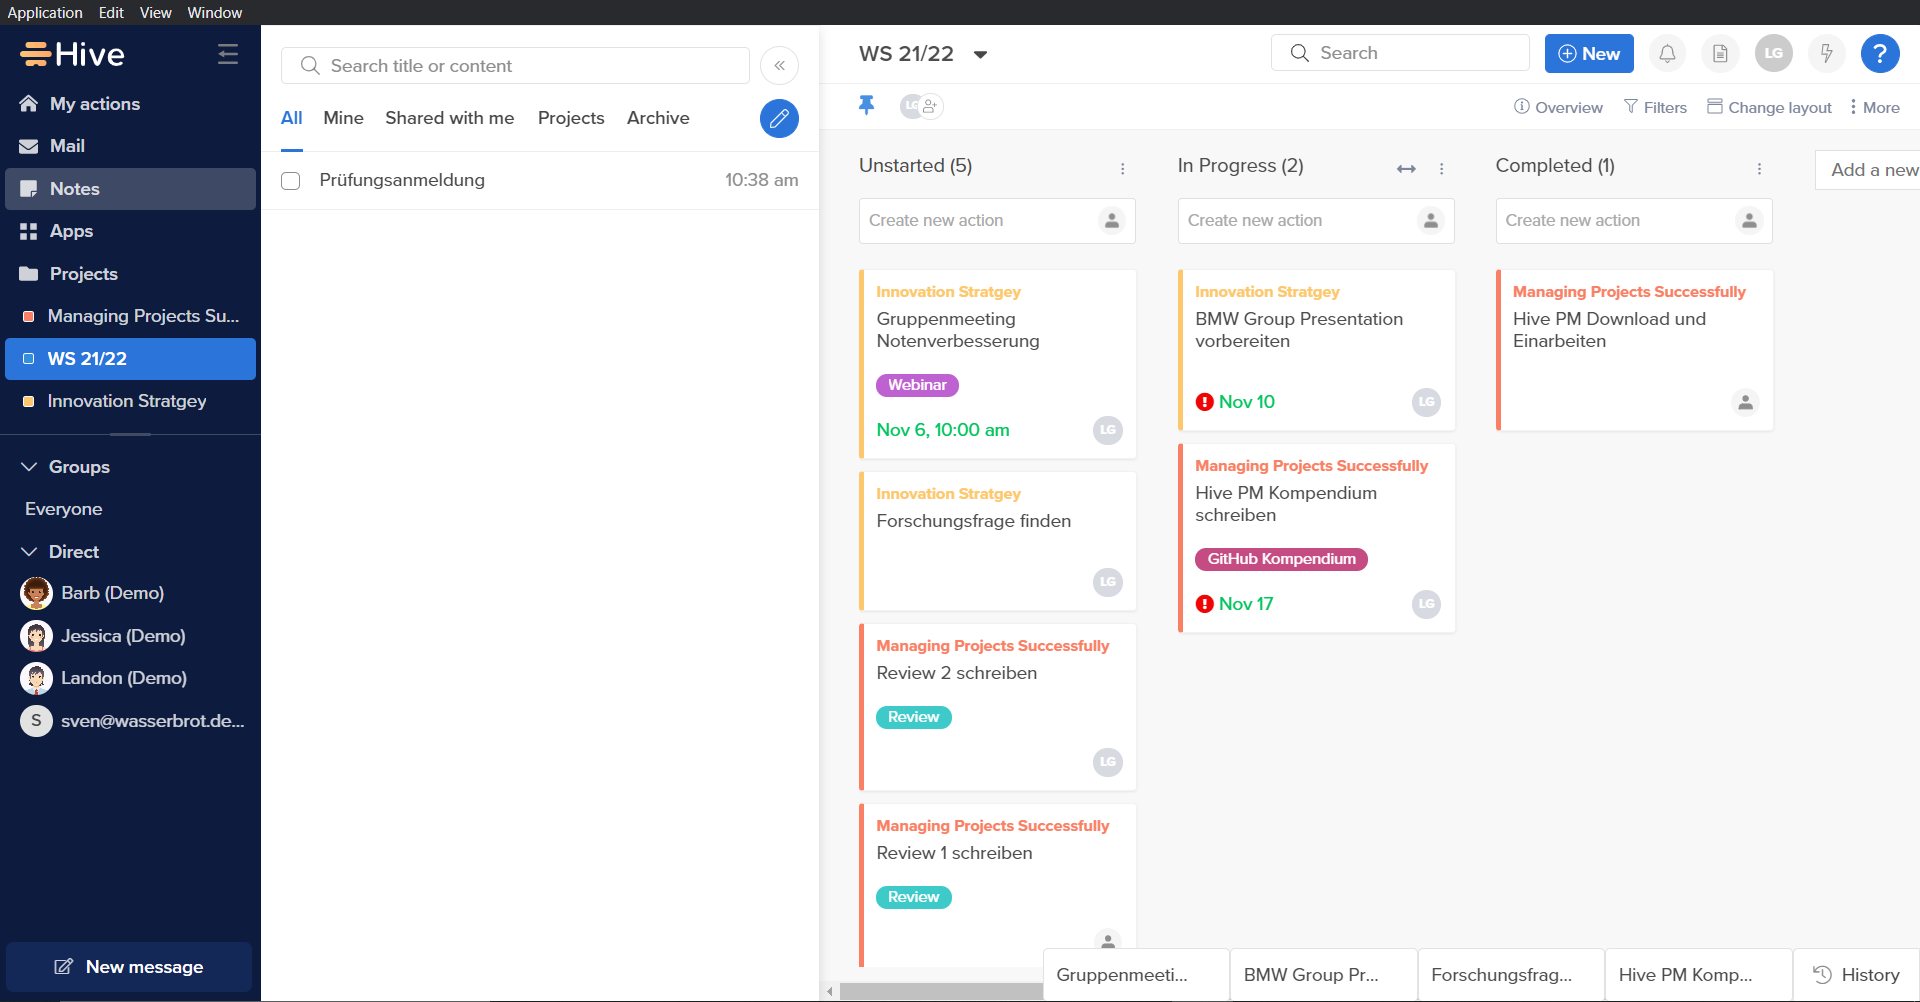 Application Edit View Window
Hive
My actions
Mail
Notes
Apps
Projects
Managing Projects Su...
WS 21/22
Innovation Stratgey
Groups
Everyone
Direct
Barb (Demo)
Jessica (Demo)
Landon (Demo)
S sven@wasserbrot.de...
New message
Search title or content
All Mine Shared with me Projects Archive
Prüfungsanmeldung 10:38 am
WS 21/22
Search
New
LG
?
LG
Overview Filters Change layout More
Unstarted (5)
Create new action
Innovation Stratgey
Gruppenmeeting
Notenverbesserung
Webinar
Nov 6, 10:00 am LG
Innovation Stratgey
Forschungsfrage finden
LG
Managing Projects Successfully
Review 2 schreiben
Review
LG
Managing Projects Successfully
Review 1 schreiben
Review
In Progress (2)
Create new action
Innovation Stratgey
BMW Group Presentation
vorbereiten
Nov 10 LG
Managing Projects Successfully
Hive PM Kompendium
schreiben
GitHub Kompendium
Nov 17 LG
Completed (1)
Create new action
Managing Projects Successfully
Hive PM Download und
Einarbeiten
Add a new
Gruppenmeeti... BMW Group Pr... Forschungsfrag... Hive PM Komp... History